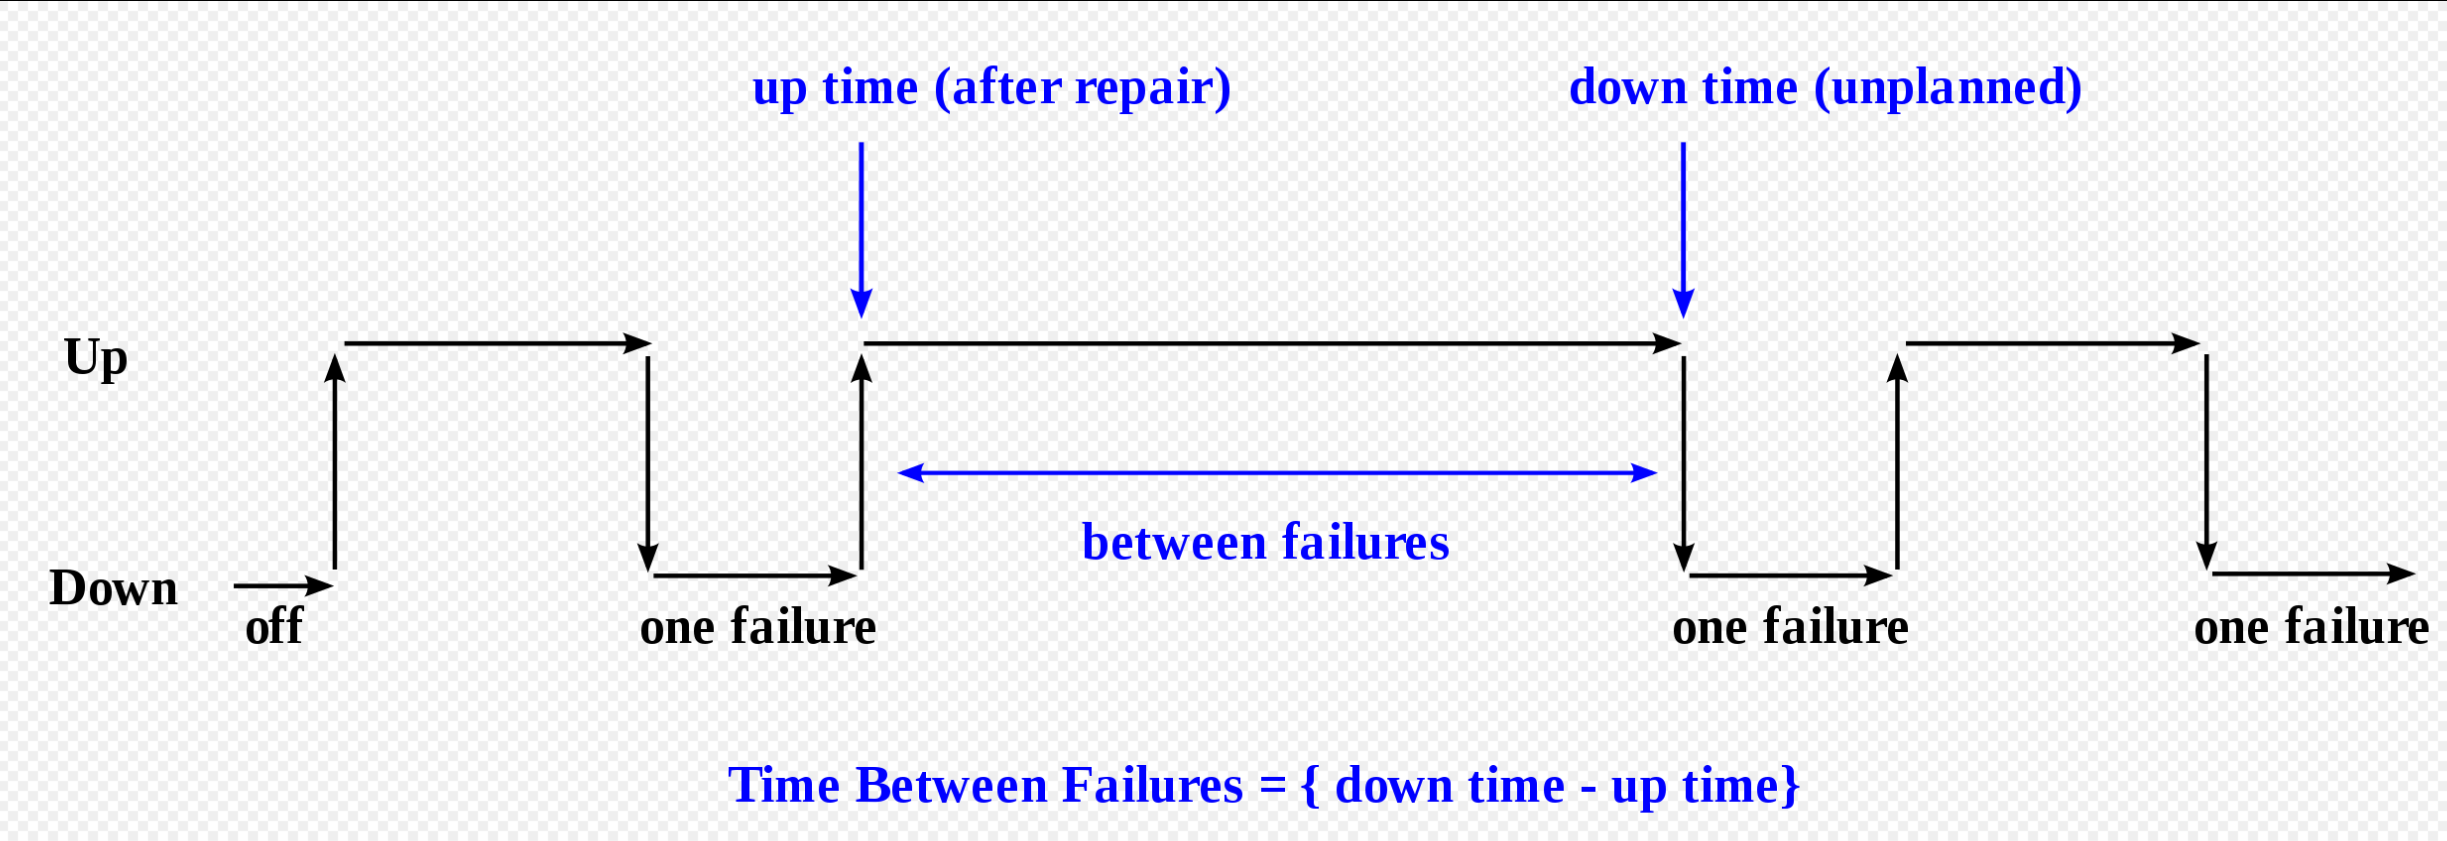 up time (after repair)
down time (unplanned)
Up
between failures
Down
off
one failure
one failure
one failure
Time Between Failures = { down time - up time}